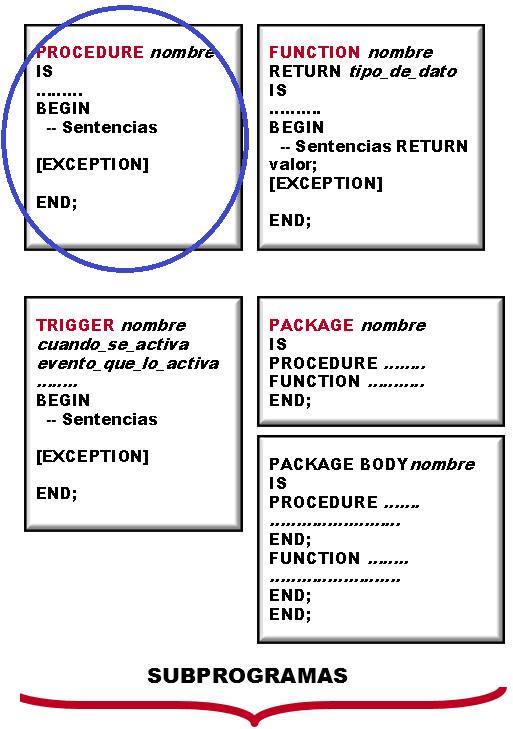 PROCEDURE nombre
IS
.........
BEGIN
-- Sentencias
[EXCEPTION]
END;
FUNCTION nombre
RETURN tipo_de_dato
IS
..........
BEGIN
-- Sentencias RETURN
valor;
[EXCEPTION]
END;
TRIGGER nombre
cuando_se_activa
evento_que_lo_activa
........
BEGIN
-- Sentencias
[EXCEPTION]
END;
PACKAGE nombre
IS
PROCEDURE ........
FUNCTION ...........
END;
PACKAGE BODYnombre
IS
PROCEDURE .......
.........................
END;
FUNCTION ........
.........................
END;
END;
SUBPROGRAMAS